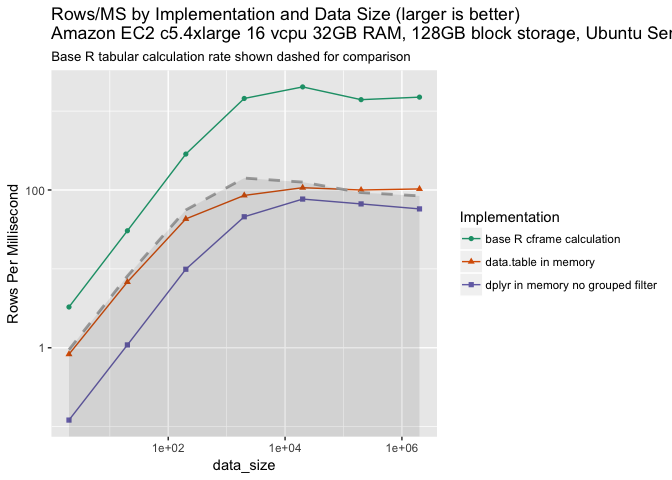 Rows/MS by Implementation and Data Size (larger is better)
Amazon EC2 c5.4xlarge 16 vcpu 32GB RAM, 128GB block storage, Ubuntu Ser
Base R tabular calculation rate shown dashed for comparison
100
1
Rows Per Millisecond
1e+02
1e+04
1e+06
data_size
Implementation
base R cframe calculation
data.table in memory
dplyr in memory no grouped filter